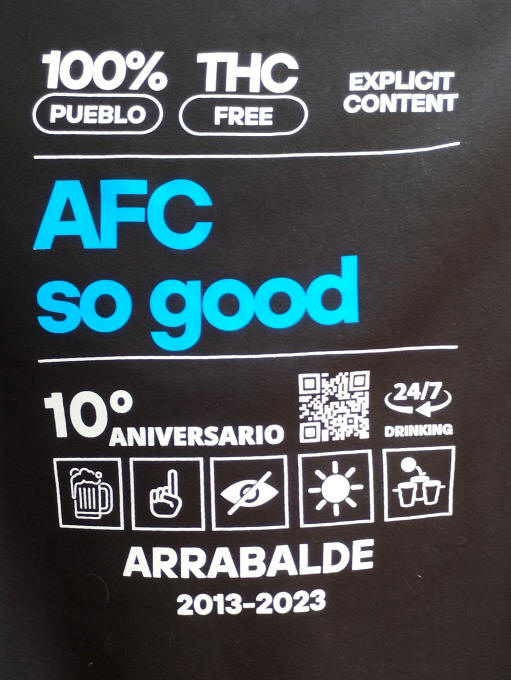 100% THC EXPLICIT
PUEBLO FREE CONTENT
AFC
so good
10º ANIVERSARIO 24/7
DRINKING
ARRABALDE
2013-2023